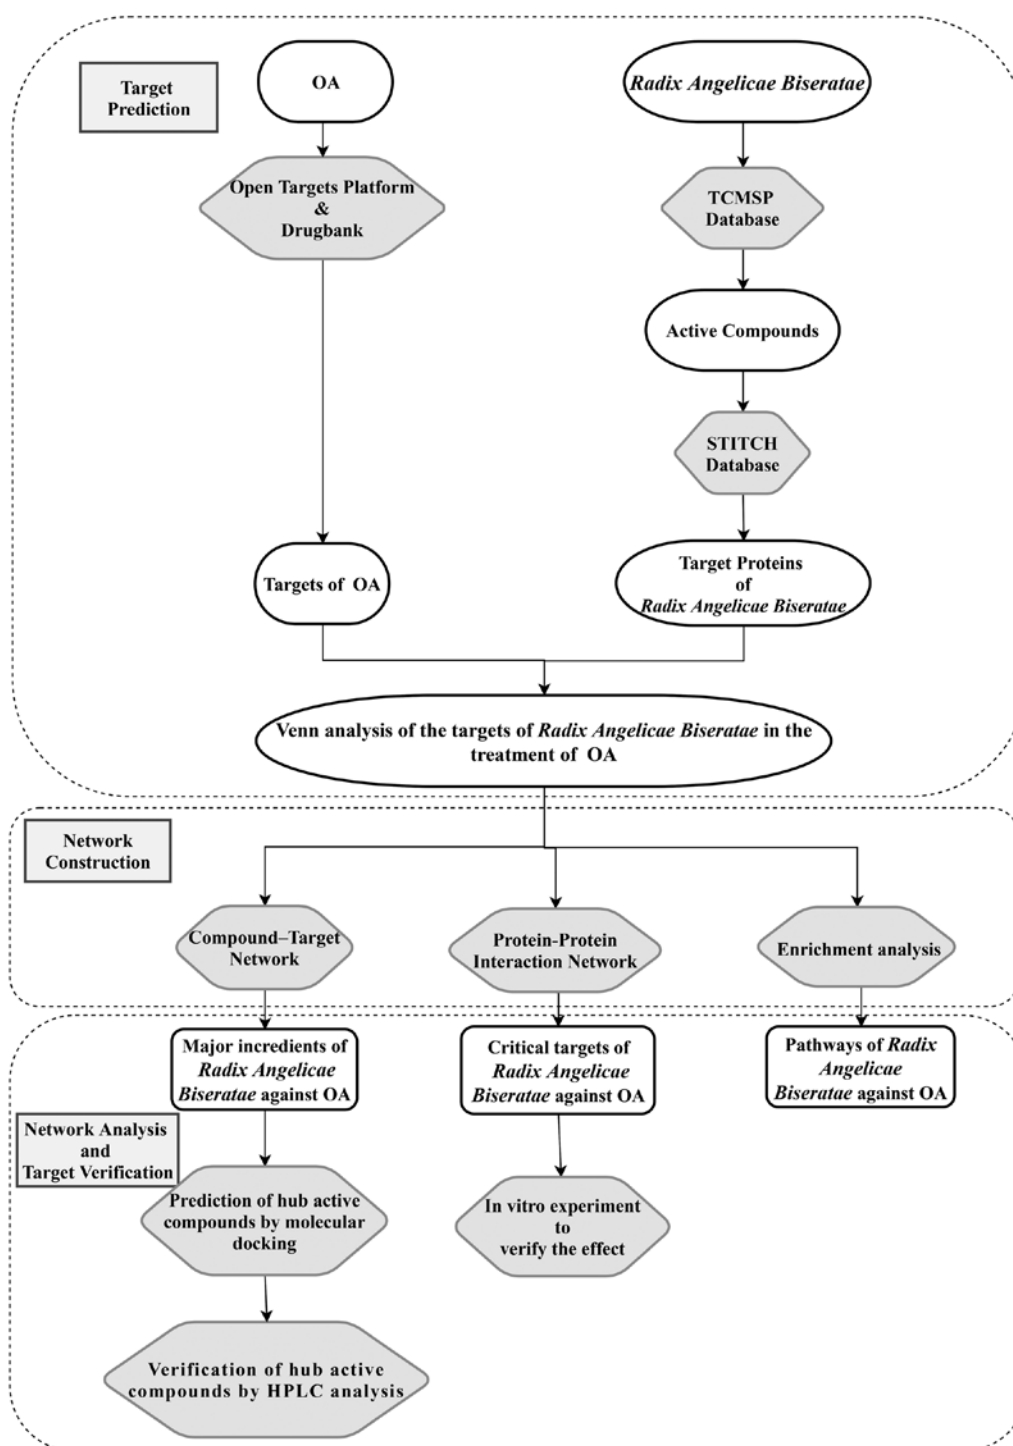 Target
Prediction
OA
Radix Angelicae Biseratae
Open Targets Platform
&
Drugbank
TCMSP
Database
Active Compounds
STITCH
Database
Targets of OA
Target Proteins
of
Radix Angelicae Biseratae
Venn analysis of the targets of Radix Angelicae Biseratae in the
treatment of OA
Network
Construction
Compound–Target
Network
Protein-Protein
Interaction Network
Enrichment analysis
Major incredients of
Radix Angelicae
Biseratae against OA
Critical targets of
Radix Angelicae
Biseratae against OA
Pathways of Radix
Angelicae
Biseratae against OA
Network Analysis
and
Target Verification
Prediction of hub active
compounds by molecular
docking
In vitro experiment
to
verify the effect
Verification of hub active
compounds by HPLC analysis